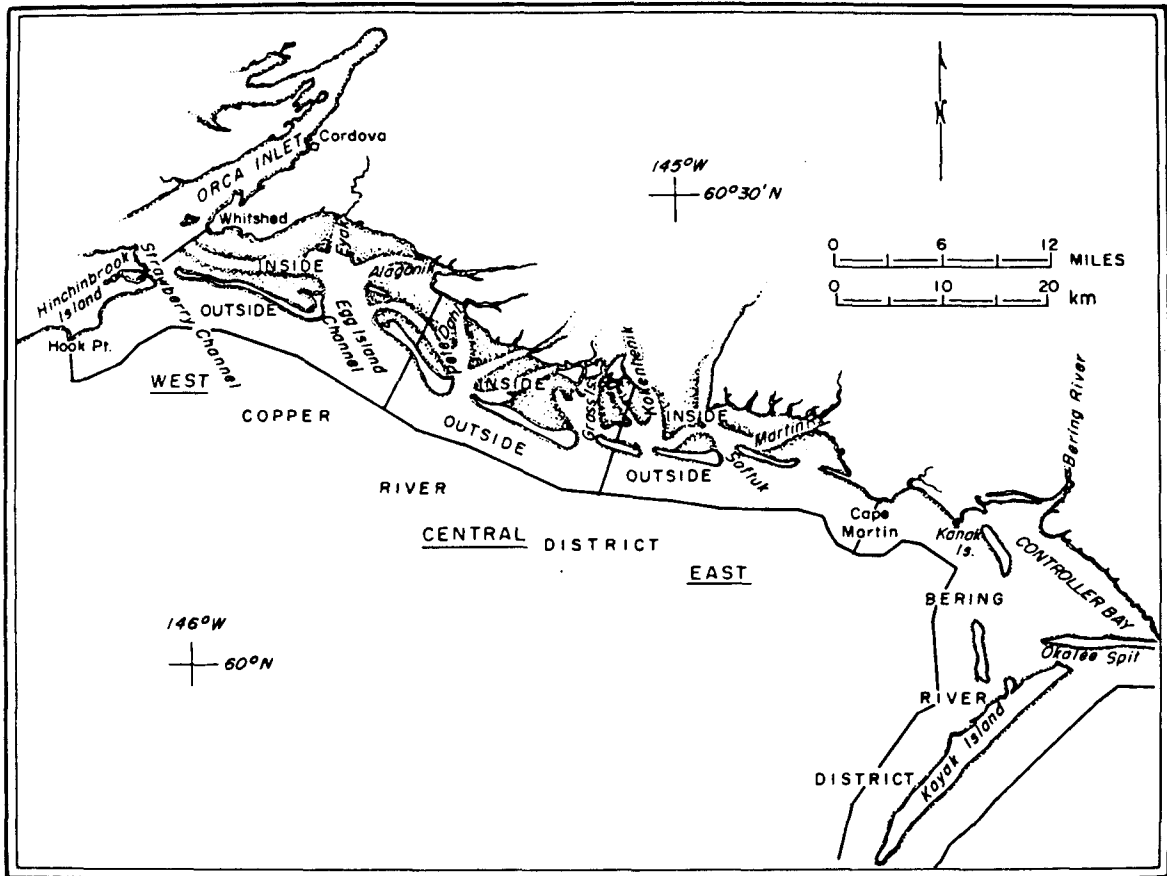 Cordova
ORCA INLET
145°W
60°30'N
Whitshed
Eyak
Strawberry Channel
INSIDE
Alaganik
0 6 12
MILES
Hinchinbrook
Island
OUTSIDE
0 10 20
km
Hook Pt.
Egg Island
Channel
Pete Dahl
WEST
INSIDE
Grass Is.
Kokenhenik
INSIDE
COPPER
OUTSIDE
Martin R.
Bering River
OUTSIDE
Softuk
RIVER
Cape
Martin
Kanak
Is.
CENTRAL DISTRICT
CONTROLLER BAY
EAST
BERING
146°W
60°N
Okalee Spit
RIVER
Kayak Island
DISTRICT